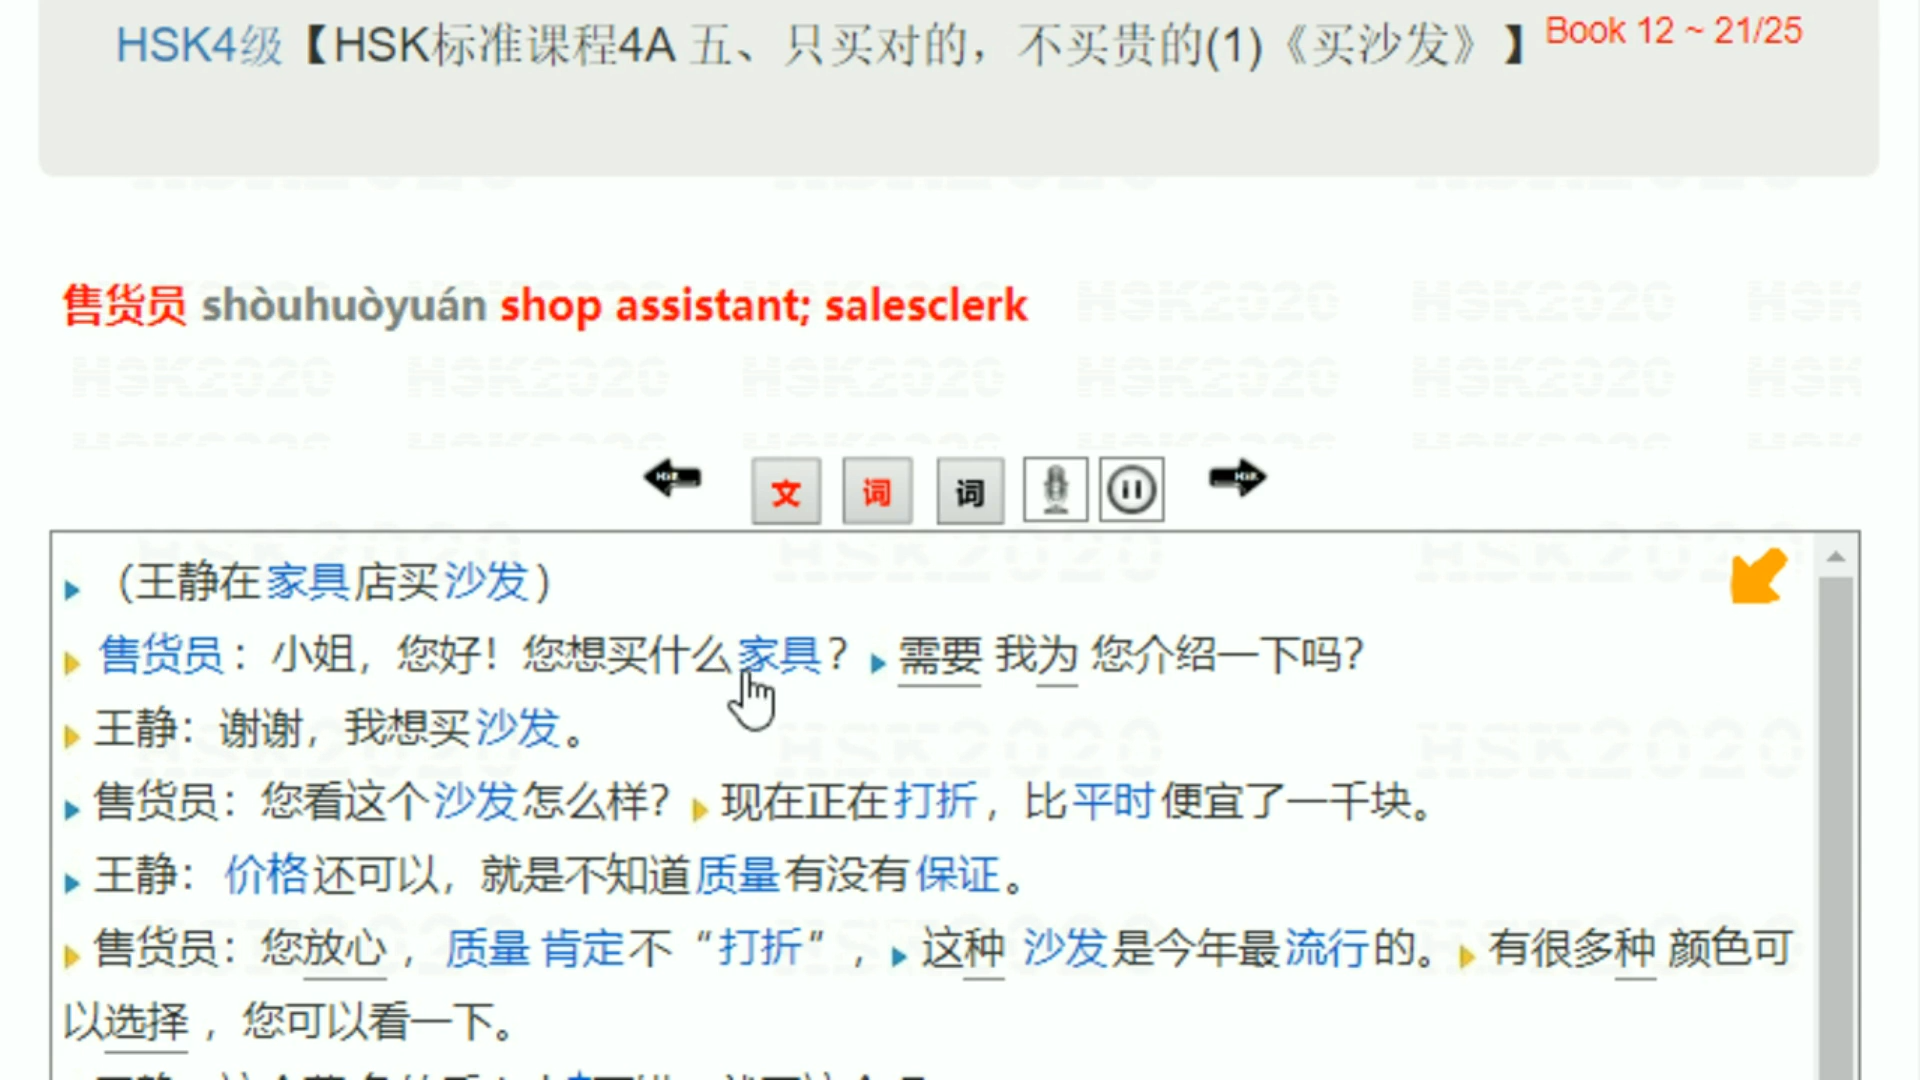 HSK4级【HSK标准课程4A 五、只买对的，不买贵的(1)《买沙发》】Book 12 ~ 21/25
售货员 shòuhuòyuán shop assistant; salesclerk
HSK2020 HSK2020 HSK2020 HSK2020 HSK2020
文 词 词
（王静在家具店买沙发）
售货员：小姐，您好！您想买什么家具？需要 我为 您介绍一下吗？
王静：谢谢，我想买沙发。
售货员：您看这个沙发怎么样？现在正在打折，比平时便宜了一千块。
王静：价格还可以，就是不知道质量有没有保证。
售货员：您放心，质量 肯定不“打折”，这种 沙发是今年最流行的。有很多种 颜色可
以选择，您可以看一下。